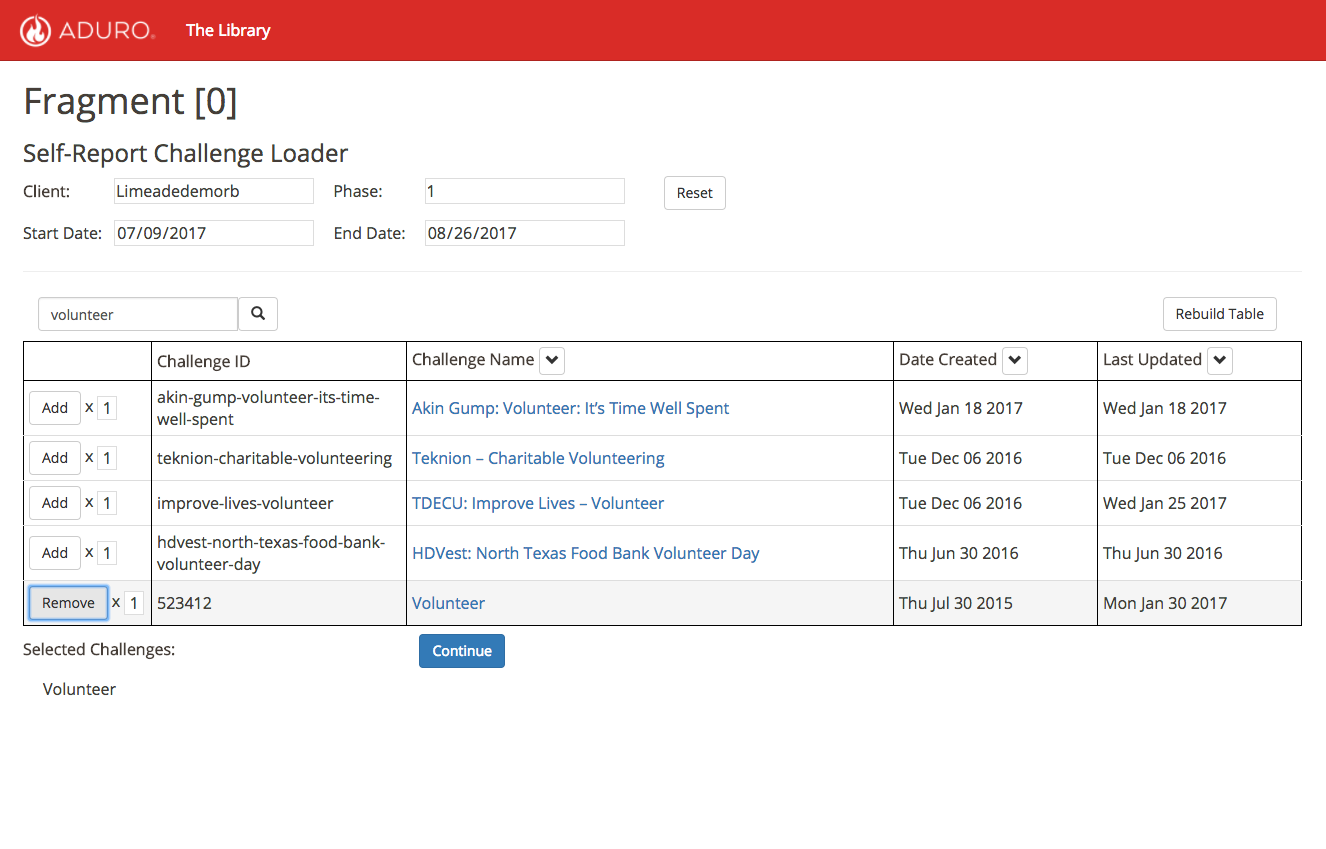 ADURO® The Library
Fragment [0]
Self-Report Challenge Loader
Client: Limeadedemorb Phase: 1 Reset
Start Date: 07/09/2017 End Date: 08/26/2017
volunteer Rebuild Table
Challenge ID Challenge Name Date Created Last Updated
Add x 1 akin-gump-volunteer-its-time-
well-spent Akin Gump: Volunteer: It’s Time Well Spent Wed Jan 18 2017 Wed Jan 18 2017
Add x 1 teknion-charitable-volunteering Teknion – Charitable Volunteering Tue Dec 06 2016 Tue Dec 06 2016
Add x 1 improve-lives-volunteer TDECU: Improve Lives – Volunteer Tue Dec 06 2016 Wed Jan 25 2017
Add x 1 hdvest-north-texas-food-bank-
volunteer-day HDVest: North Texas Food Bank Volunteer Day Thu Jun 30 2016 Thu Jun 30 2016
Remove x 1 523412 Volunteer Thu Jul 30 2015 Mon Jan 30 2017
Selected Challenges: Continue
Volunteer